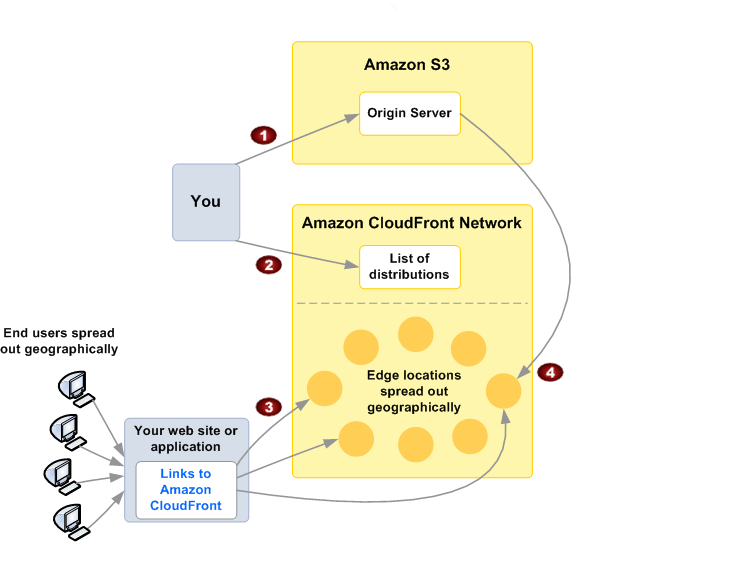 Amazon S3
Origin Server
1
You
Amazon CloudFront Network
2
List of
distributions
End users spread
out geographically
Edge locations
spread out
geographically
4
3
Your web site or
application
Links to
Amazon
CloudFront